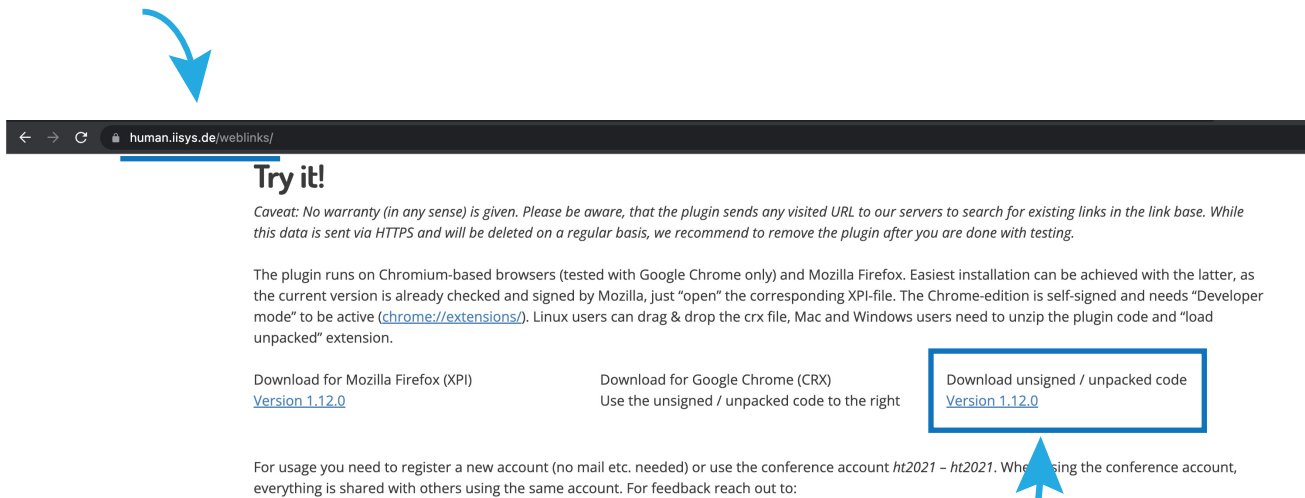 human.iisys.de/weblinks/
Try it!
Caveat: No warranty (in any sense) is given. Please be aware, that the plugin sends any visited URL to our servers to search for existing links in the link base. While
this data is sent via HTTPS and will be deleted on a regular basis, we recommend to remove the plugin after you are done with testing.
The plugin runs on Chromium-based browsers (tested with Google Chrome only) and Mozilla Firefox. Easiest installation can be achieved with the latter, as
the current version is already checked and signed by Mozilla, just “open” the corresponding XPI-file. The Chrome-edition is self-signed and needs “Developer
mode” to be active (chrome://extensions/). Linux users can drag & drop the crx file, Mac and Windows users need to unzip the plugin code and “load
unpacked” extension.
Download for Mozilla Firefox (XPI)
Version 1.12.0
Download for Google Chrome (CRX)
Use the unsigned / unpacked code to the right
Download unsigned / unpacked code
Version 1.12.0
For usage you need to register a new account (no mail etc. needed) or use the conference account ht2021 – ht2021. the conference account,
everything is shared with others using the same account. For feedback reach out to: